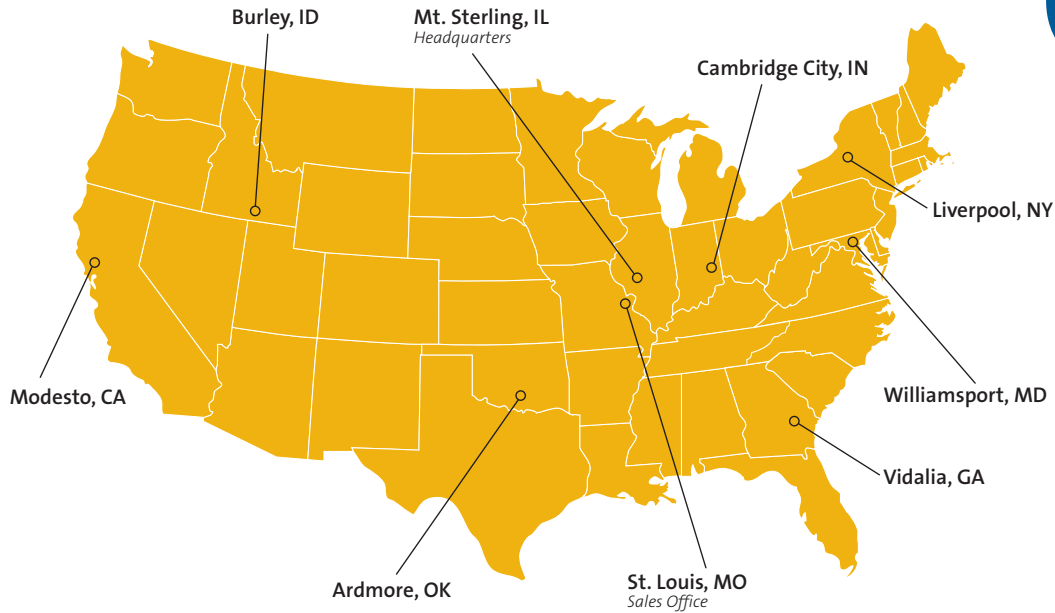 Burley, ID
Mt. Sterling, IL
Headquarters
Cambridge City, IN
Liverpool, NY
Modesto, CA
Williamsport, MD
Vidalia, GA
Ardmore, OK
St. Louis, MO
Sales Office